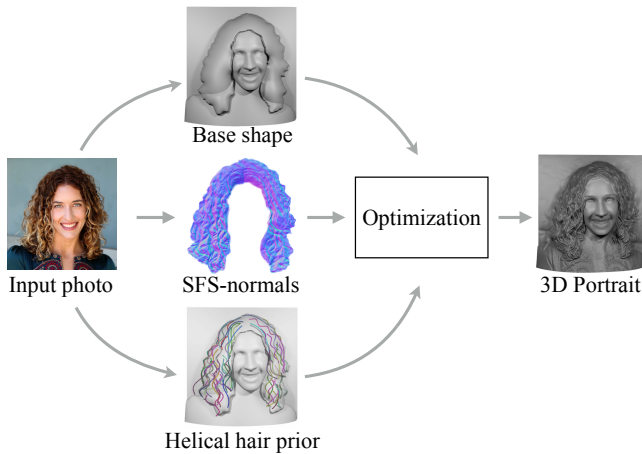 Base shape
Input photo
SFS-normals
Optimization
3D Portrait
Helical hair prior